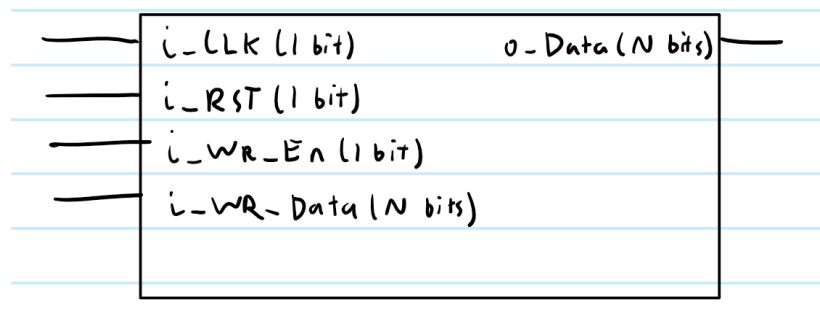 i_CLK (1 bit)
o_Data (N bits)
i_RST (1 bit)
i_WR_En (1 bit)
i_WR_Data (N bits)